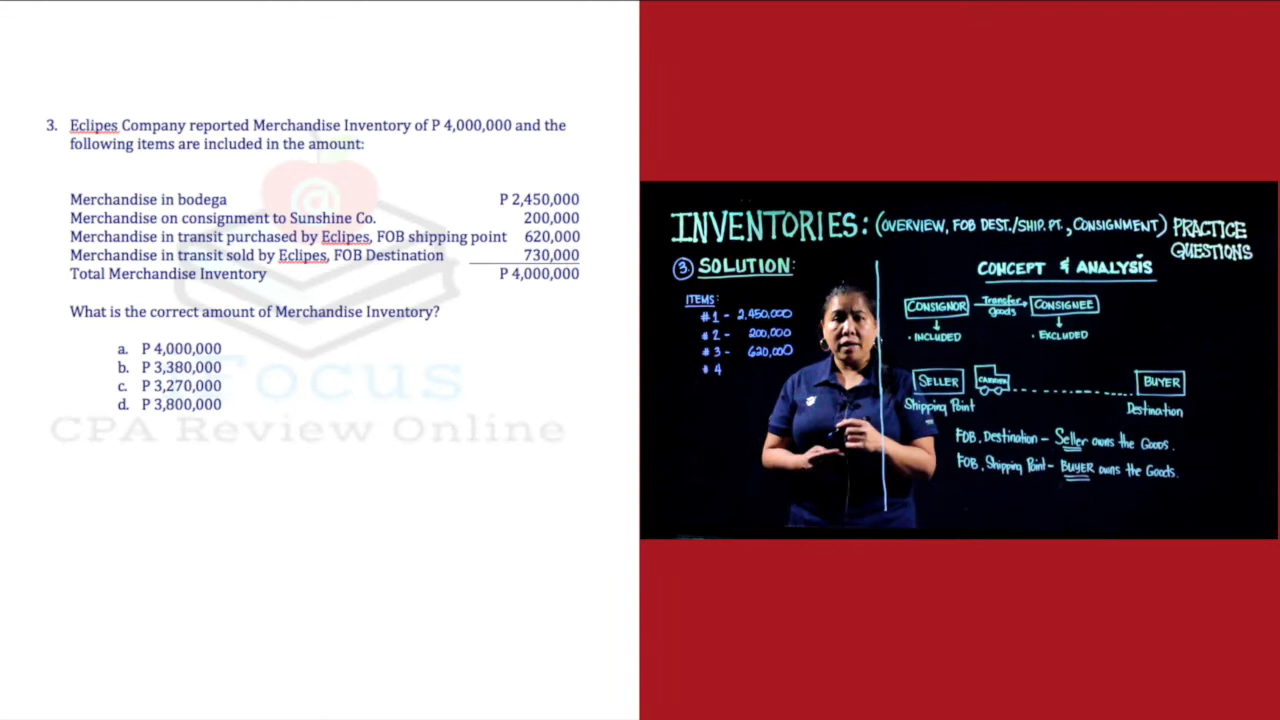 3. Eclipes Company reported Merchandise Inventory of P 4,000,000 and the
following items are included in the amount:
Merchandise in bodega P 2,450,000
Merchandise on consignment to Sunshine Co. 200,000
Merchandise in transit purchased by Eclipes, FOB shipping point 620,000
Merchandise in transit sold by Eclipes, FOB Destination 730,000
Total Merchandise Inventory P 4,000,000
What is the correct amount of Merchandise Inventory?
a. P 4,000,000
b. P 3,380,000
c. P 3,270,000
d. P 3,800,000
@
Focus
CPA Review Online
INVENTORIES: (OVERVIEW, FOB DEST./SHIP. PT., CONSIGNMENT) PRACTICE
QUESTIONS
3. SOLUTION:
ITEMS:
#1 - 2,450,000
#2 - 200,000
#3 - 620,000
#4
CONCEPT & ANALYSIS
CONSIGNOR Transfer goods CONSIGNEE
• INCLUDED • EXCLUDED
SELLER CARRIER BUYER
Shipping Point Destination
FOB, Destination - Seller owns the Goods.
FOB, Shipping Point - BUYER owns the Goods.